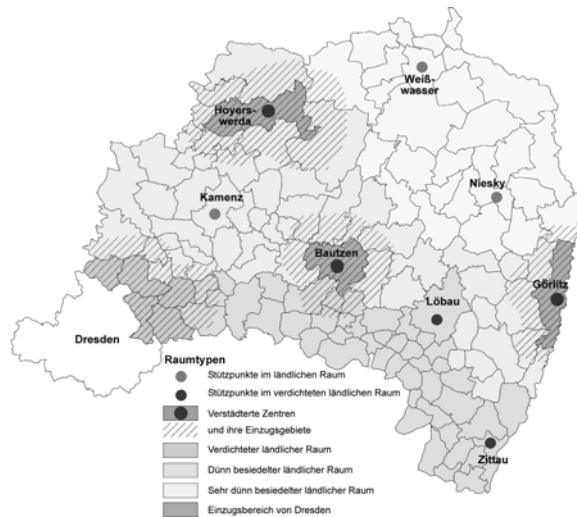 Weiß-
wasser
Hoyers-
werda
Niesky
Kamenz
Bautzen
Görlitz
Löbau
Dresden
Zittau
Raumtypen
Stützpunkte im ländlichen Raum
Stützpunkte im verdichteten ländlichen Raum
Verstädterte Zentren
und ihre Einzugsgebiete
Verdichteter ländlicher Raum
Dünn besiedelter ländlicher Raum
Sehr dünn besiedelter ländlicher Raum
Einzugsbereich von Dresden